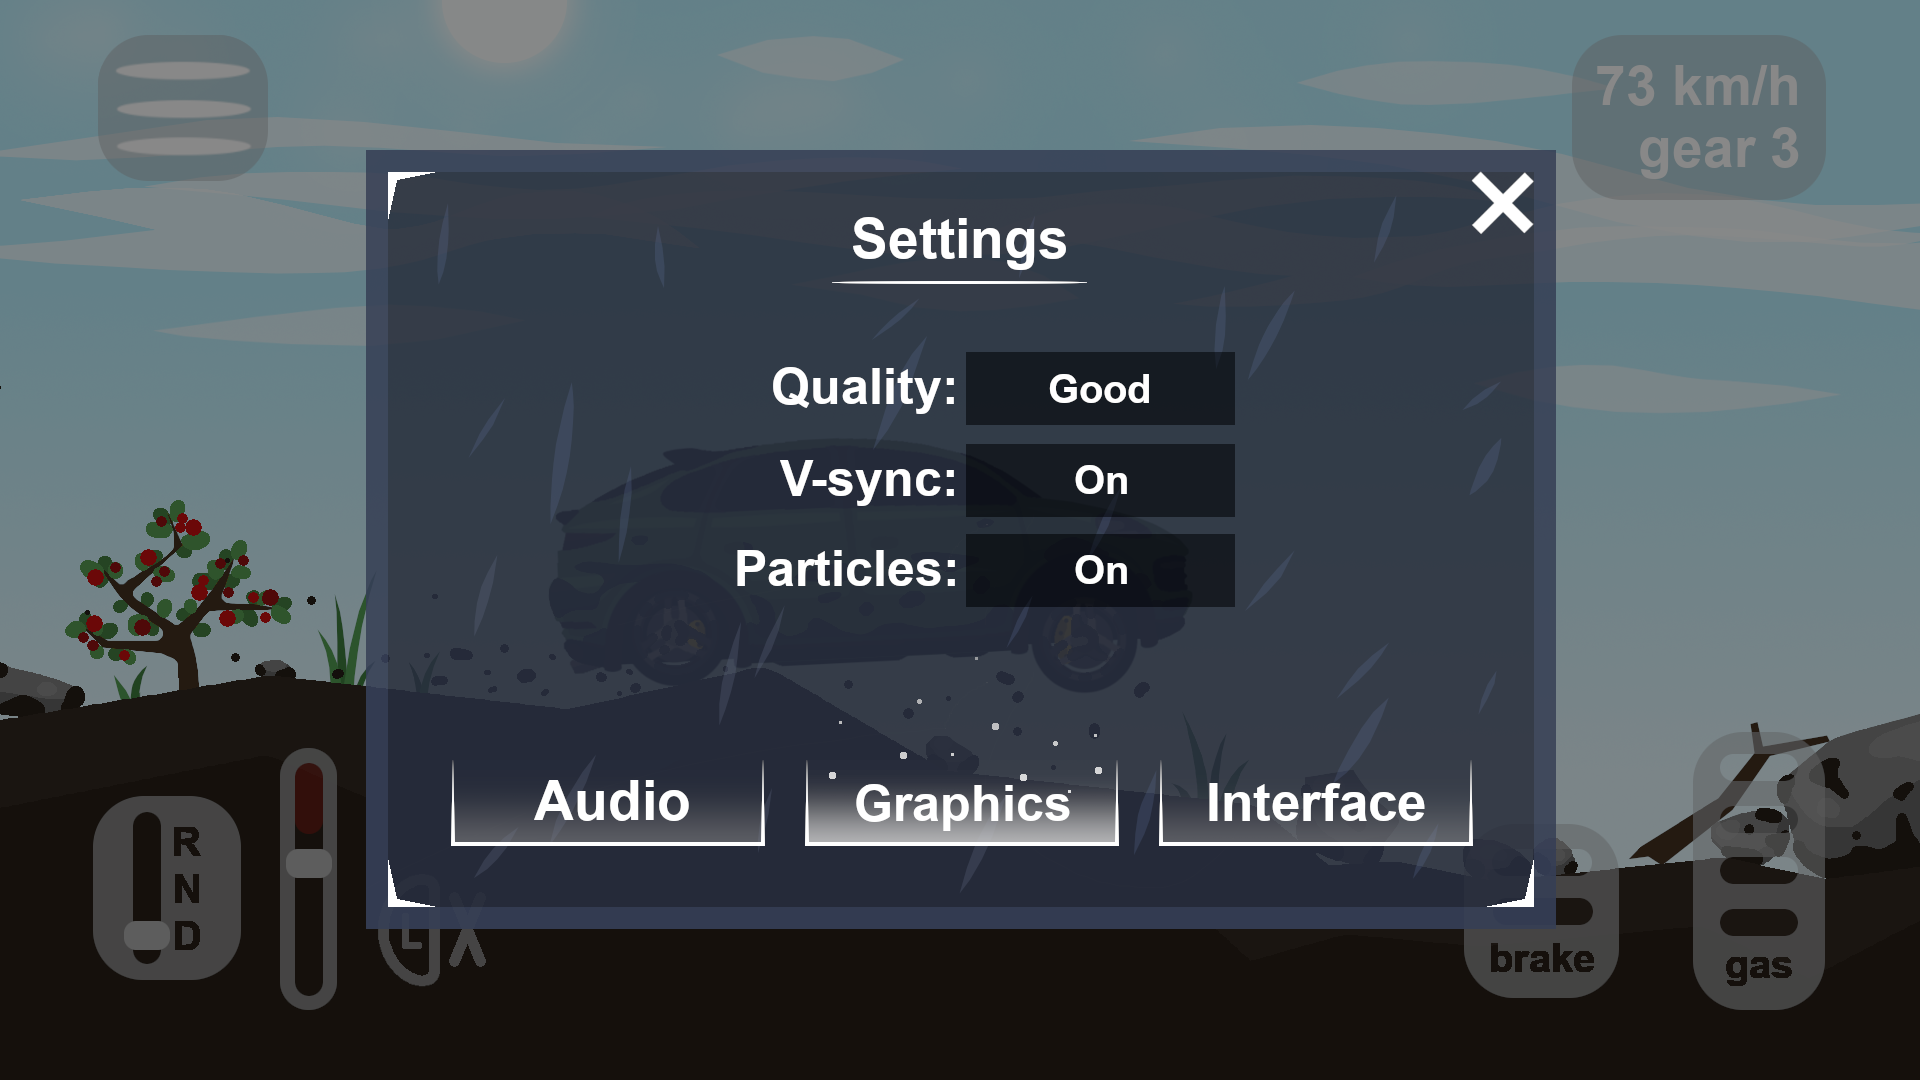 73 km/h
gear 3
Settings
Quality: Good
V-sync: On
Particles: On
Audio
Graphics
Interface
R
N
D
brake
gas